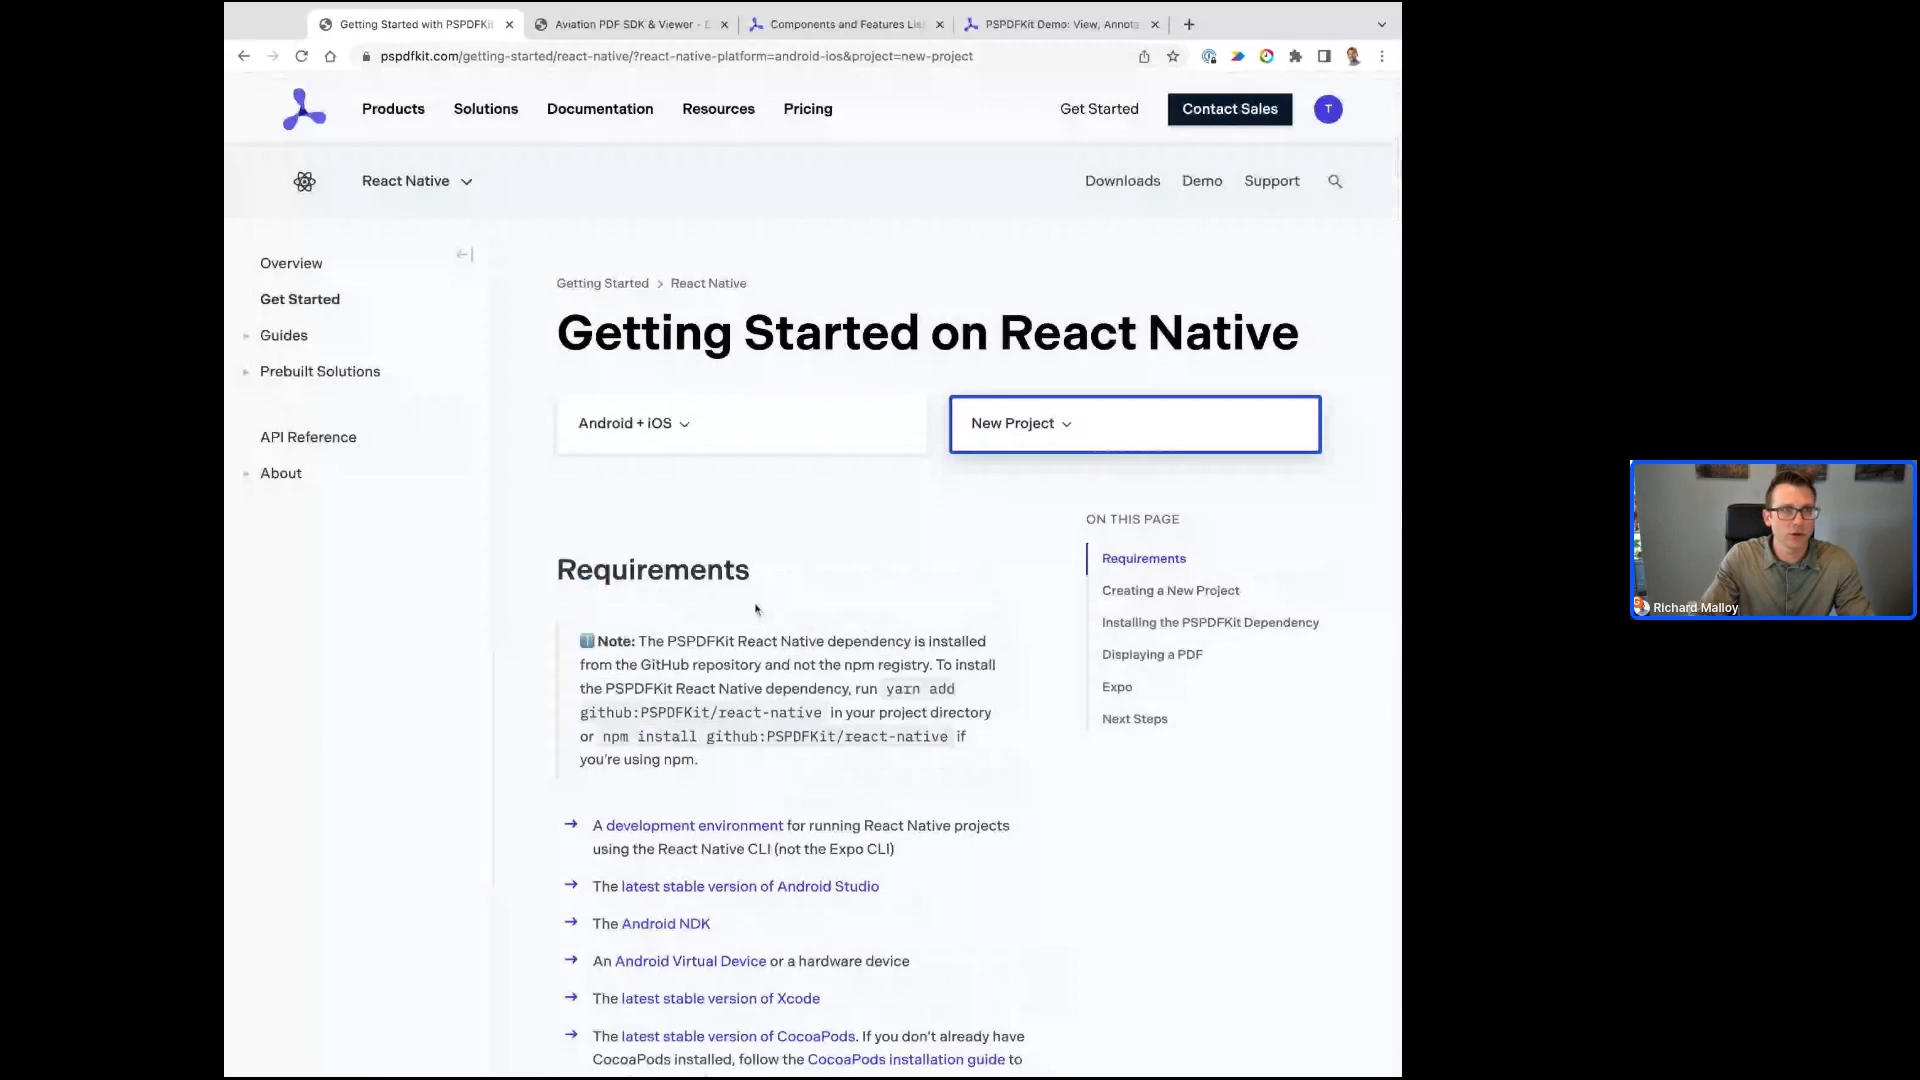 Getting Started with PSPDFKi
Aviation PDF SDK & Viewer -
Components and Features Lis
PSPDFKit Demo: View, Annota
pspdfkit.com/getting-started/react-native/?react-native-platform=android-ios&project=new-project
Products
Solutions
Documentation
Resources
Pricing
Get Started
Contact Sales
T
React Native
Downloads
Demo
Support
Overview
Get Started
Guides
Prebuilt Solutions
API Reference
About
Getting Started > React Native
Getting Started on React Native
Android + iOS
New Project
Requirements
Note: The PSPDFKit React Native dependency is installed
from the GitHub repository and not the npm registry. To install
the PSPDFKit React Native dependency, run yarn add
github:PSPDFKit/react-native in your project directory
or npm install github:PSPDFKit/react-native if
you're using npm.
→ A development environment for running React Native projects
using the React Native CLI (not the Expo CLI)
→ The latest stable version of Android Studio
→ The Android NDK
→ An Android Virtual Device or a hardware device
→ The latest stable version of Xcode
→ The latest stable version of CocoaPods. If you don't already have
CocoaPods installed, follow the CocoaPods installation guide to
ON THIS PAGE
Requirements
Creating a New Project
Installing the PSPDFKit Dependency
Displaying a PDF
Expo
Next Steps
Richard Malloy